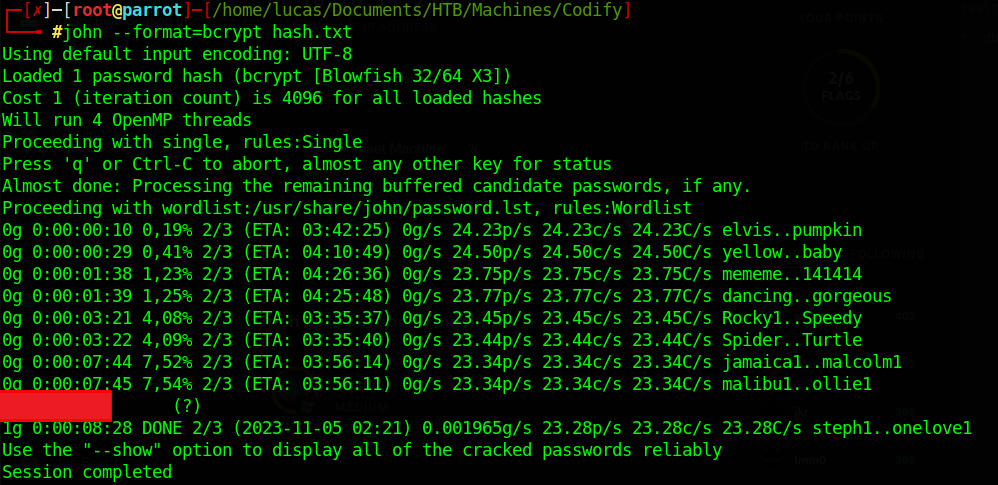 [✗]─[root@parrot]─[/home/lucas/Documents/HTB/Machines/Codify]
#john --format=bcrypt hash.txt
Using default input encoding: UTF-8
Loaded 1 password hash (bcrypt [Blowfish 32/64 X3])
Cost 1 (iteration count) is 4096 for all loaded hashes
Will run 4 OpenMP threads
Proceeding with single, rules:Single
Press 'q' or Ctrl-C to abort, almost any other key for status
Almost done: Processing the remaining buffered candidate passwords, if any.
Proceeding with wordlist:/usr/share/john/password.lst, rules:Wordlist
0g 0:00:00:10 0,19% 2/3 (ETA: 03:42:25) 0g/s 24.23p/s 24.23c/s 24.23C/s elvis..pumpkin
0g 0:00:00:29 0,41% 2/3 (ETA: 04:10:49) 0g/s 24.50p/s 24.50c/s 24.50C/s yellow..baby
0g 0:00:01:38 1,23% 2/3 (ETA: 04:26:36) 0g/s 23.75p/s 23.75c/s 23.75C/s mememe..141414
0g 0:00:01:39 1,25% 2/3 (ETA: 04:25:48) 0g/s 23.77p/s 23.77c/s 23.77C/s dancing..gorgeous
0g 0:00:03:21 4,08% 2/3 (ETA: 03:35:37) 0g/s 23.45p/s 23.45c/s 23.45C/s Rocky1..Speedy
0g 0:00:03:22 4,09% 2/3 (ETA: 03:35:40) 0g/s 23.44p/s 23.44c/s 23.44C/s Spider..Turtle
0g 0:00:07:44 7,52% 2/3 (ETA: 03:56:14) 0g/s 23.34p/s 23.34c/s 23.34C/s jamaica1..malcolm1
0g 0:00:07:45 7,54% 2/3 (ETA: 03:56:11) 0g/s 23.34p/s 23.34c/s 23.34C/s malibu1..ollie1
(?)
1g 0:00:08:28 DONE 2/3 (2023-11-05 02:21) 0.001965g/s 23.28p/s 23.28c/s 23.28C/s steph1..onelove1
Use the "--show" option to display all of the cracked passwords reliably
Session completed
YOUR POINTS
2/6
FLAGS
TO RANK UP